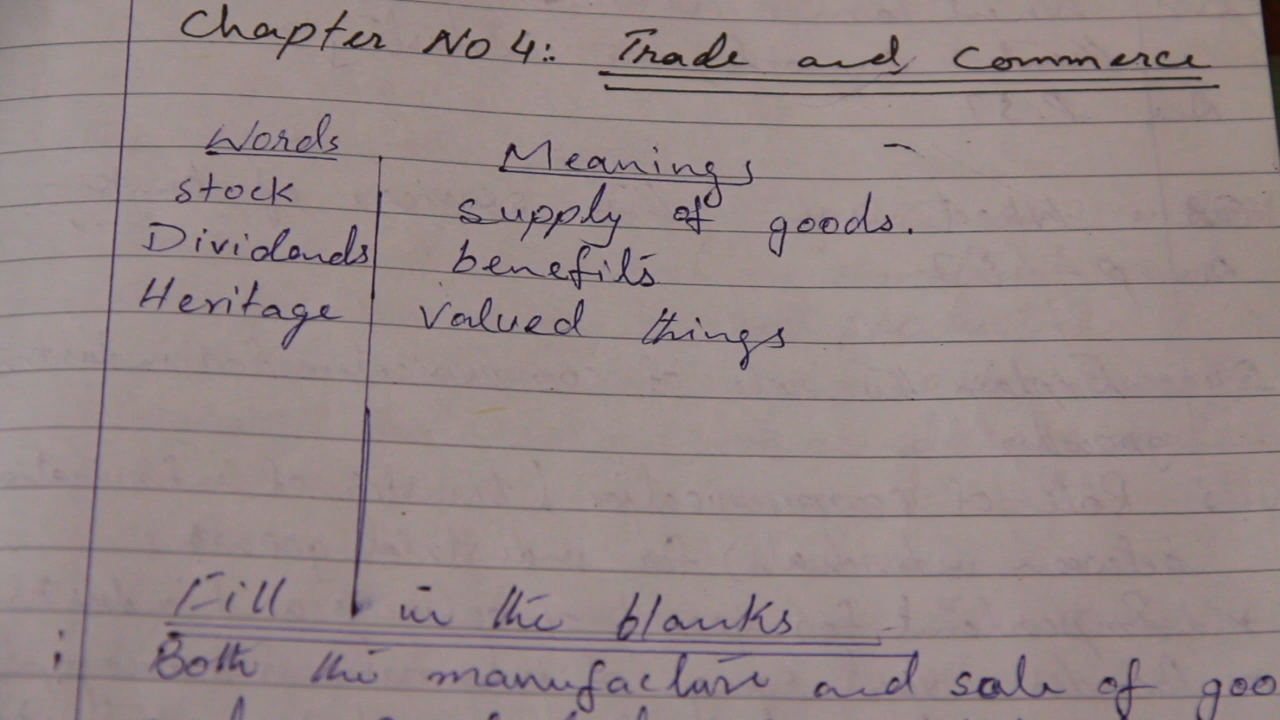 Chapter No 4:. Trade and Commerce
Words Meanings
stock supply of goods.
Dividends benefits
Heritage valued things
Fill in the blanks
i Both the manufacture and sale of goo